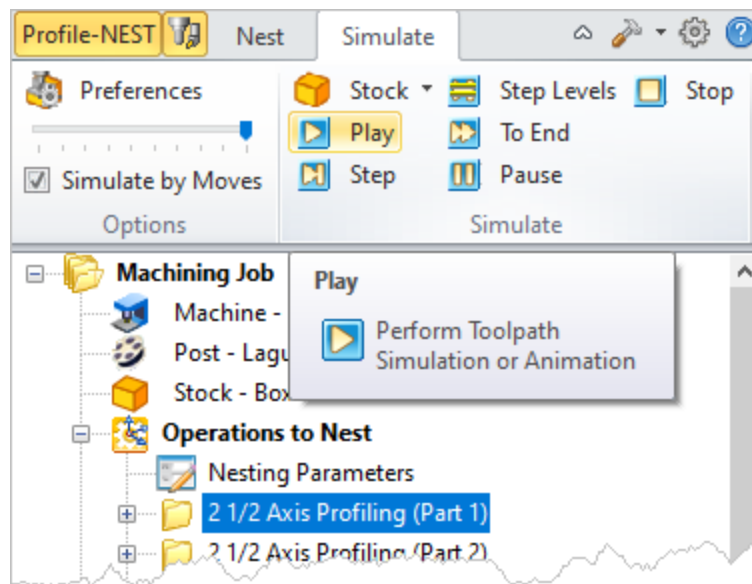 Profile-NEST Nest Simulate
Preferences Stock Step Levels Stop
Play To End
Simulate by Moves Step Pause
Options Simulate
Machining Job
Play
Machine -
Perform Toolpath
Post - Lagu
Simulation or Animation
Stock - Box
Operations to Nest
Nesting Parameters
2 1/2 Axis Profiling (Part 1)
2 1/2 Axis Profiling (Part 2)